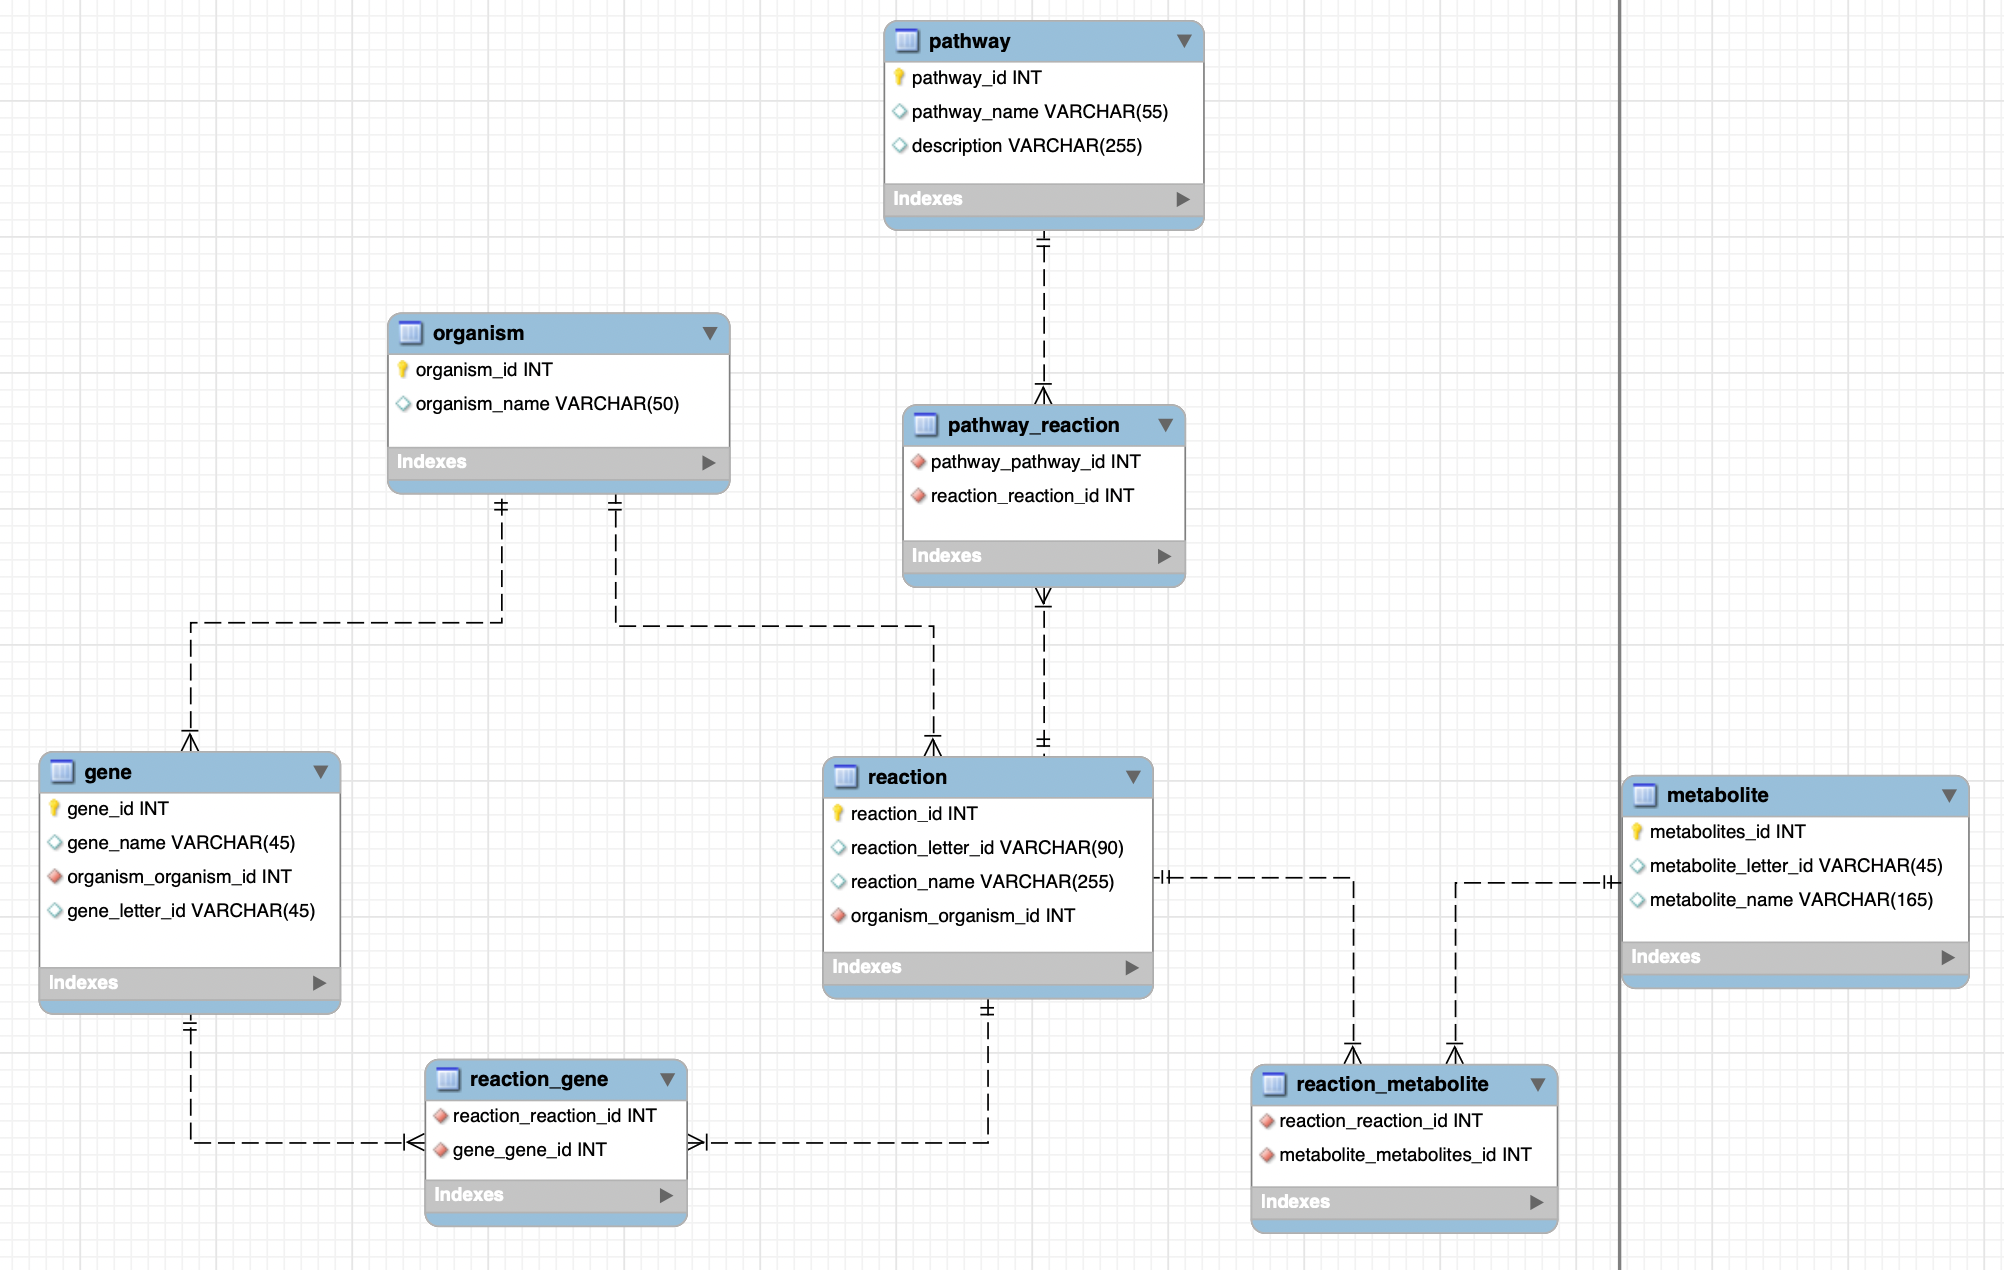 pathway
pathway_id INT
pathway_name VARCHAR(55)
description VARCHAR(255)
Indexes
organism
organism_id INT
organism_name VARCHAR(50)
Indexes
pathway_reaction
pathway_pathway_id INT
reaction_reaction_id INT
Indexes
gene
gene_id INT
gene_name VARCHAR(45)
organism_organism_id INT
gene_letter_id VARCHAR(45)
Indexes
reaction
reaction_id INT
reaction_letter_id VARCHAR(90)
reaction_name VARCHAR(255)
organism_organism_id INT
Indexes
metabolite
metabolites_id INT
metabolite_letter_id VARCHAR(45)
metabolite_name VARCHAR(165)
Indexes
reaction_gene
reaction_reaction_id INT
gene_gene_id INT
Indexes
reaction_metabolite
reaction_reaction_id INT
metabolite_metabolites_id INT
Indexes